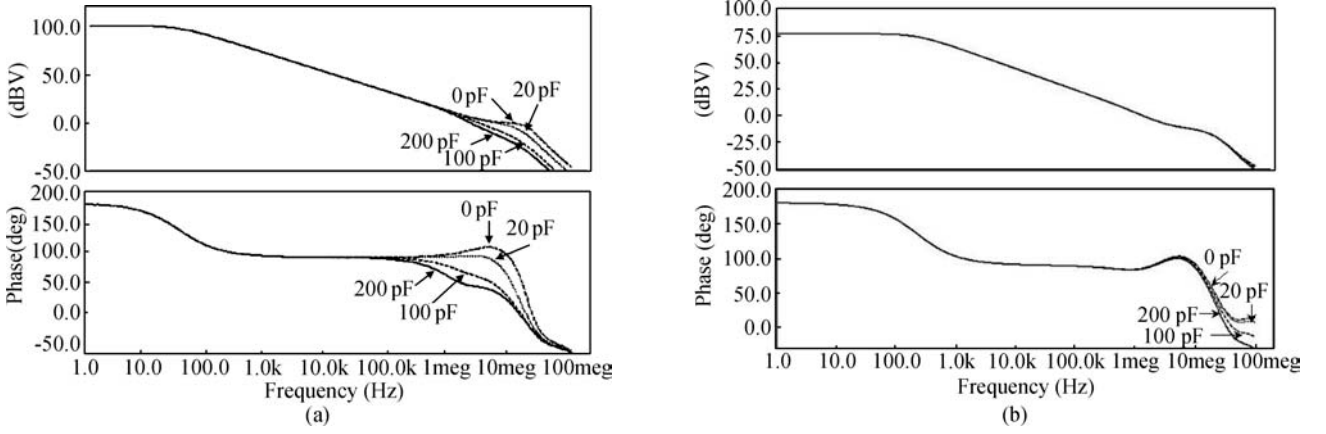 100.0
50.0
0.0
-50.0
(dBV)
0 pF
20 pF
200 pF
100 pF
200.0
150.0
100.0
50.0
0.0
-50.0
Phase(deg)
0 pF
20 pF
200 pF
100 pF
1.0 10.0 100.0 1.0k 10.0k 100.0k 1meg 10meg 100meg
Frequency (Hz)
(a)
100.0
75.0
50.0
25.0
0.0
-25.0
-50.0
(dBV)
200.0
150.0
100.0
50.0
0.0
Phase (deg)
0 pF
20 pF
200 pF
100 pF
1.0 10.0 100.0 1.0k 10.0k 100.0k 1meg 10meg 100meg
Frequency (Hz)
(b)